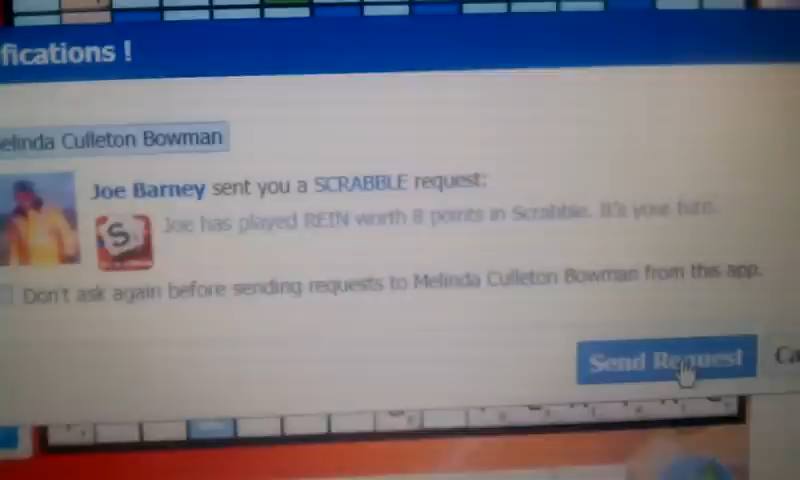 fications !
elinda Culleton Bowman
Joe Barney sent you a SCRABBLE request:
S
Joe has played REIN worth 8 points in Scrabble. It's your turn.
Don't ask again before sending requests to Melinda Culleton Bowman from this app.
Send Request
Ca